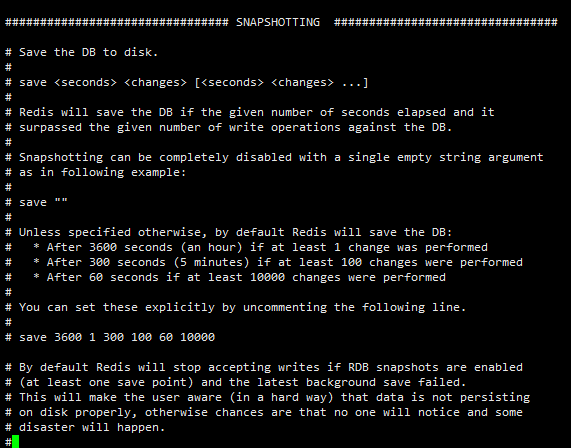 ################################ SNAPSHOTTING  ################################
# Save the DB to disk.
#
# save <seconds> <changes> [<seconds> <changes> ...]
#
# Redis will save the DB if the given number of seconds elapsed and it
# surpassed the given number of write operations against the DB.
#
# Snapshotting can be completely disabled with a single empty string argument
# as in following example:
#
# save ""
#
# Unless specified otherwise, by default Redis will save the DB:
#   * After 3600 seconds (an hour) if at least 1 change was performed
#   * After 300 seconds (5 minutes) if at least 100 changes were performed
#   * After 60 seconds if at least 10000 changes were performed
#
# You can set these explicitly by uncommenting the following line.
#
# save 3600 1 300 100 60 10000
# By default Redis will stop accepting writes if RDB snapshots are enabled
# (at least one save point) and the latest background save failed.
# This will make the user aware (in a hard way) that data is not persisting
# on disk properly, otherwise chances are that no one will notice and some
# disaster will happen.
#